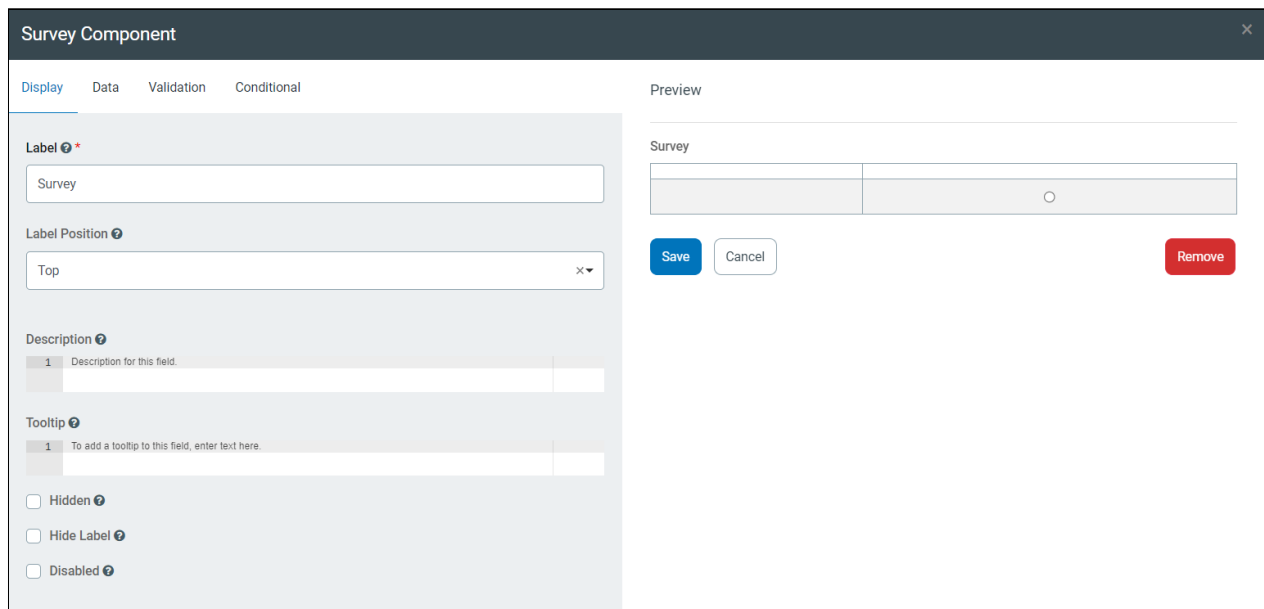 Survey Component ×
Display Data Validation Conditional
Label *
Survey
Label Position
Top ×
Description
1 Description for this field.
Tooltip
1 To add a tooltip to this field, enter text here.
Hidden
Hide Label
Disabled
Preview
Survey
Save Cancel Remove